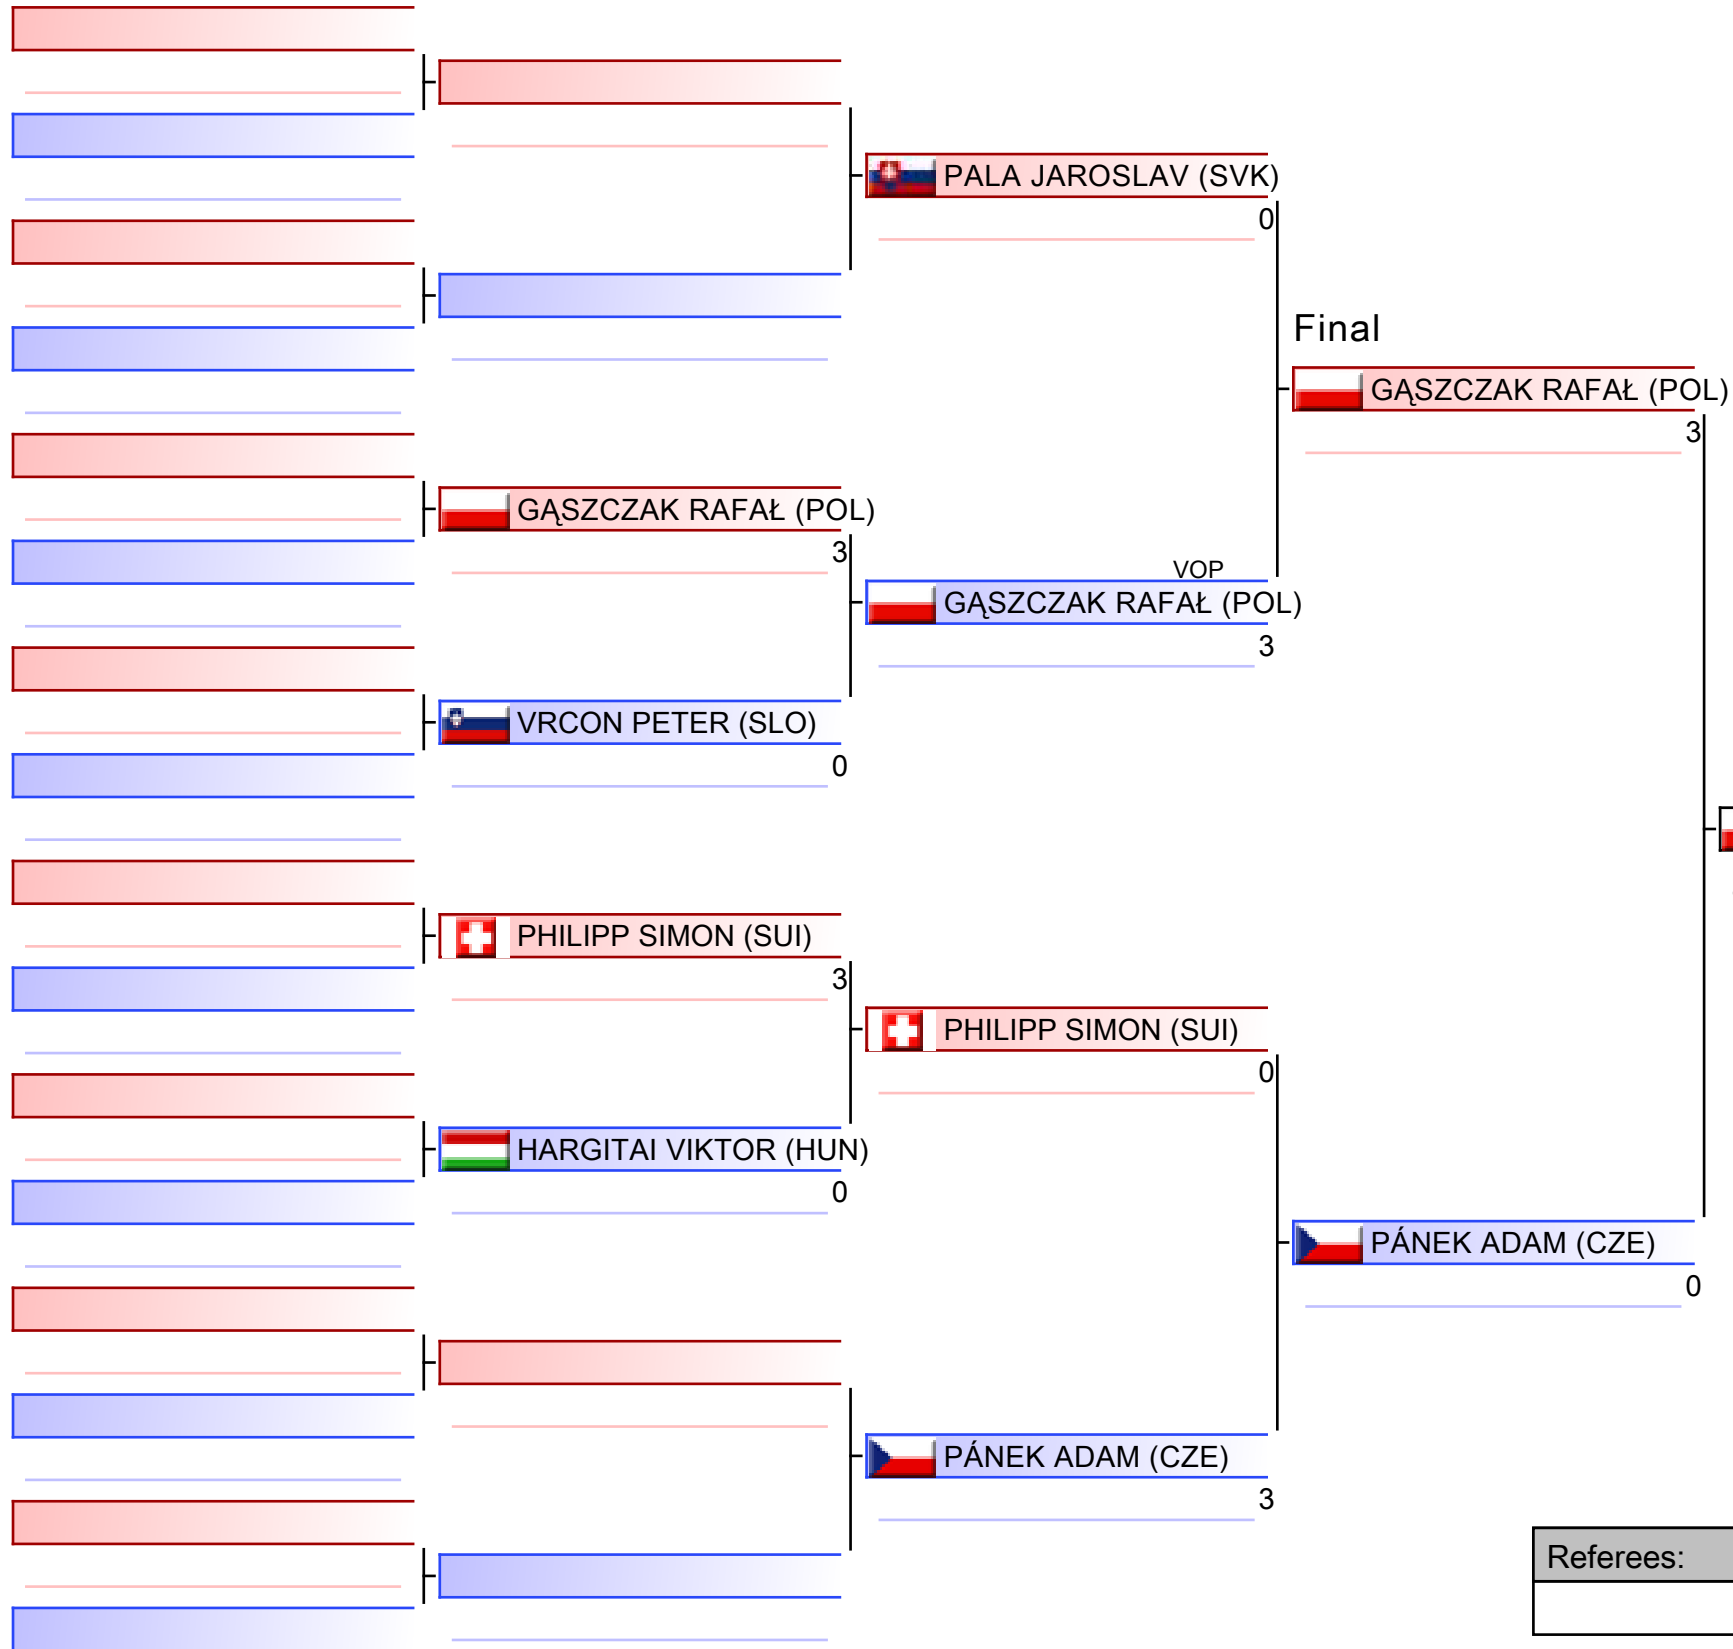 PALA JAROSLAV (SVK)
0
Final
GĄSZCZAK RAFAŁ (POL)
3
GĄSZCZAK RAFAŁ (POL)
3
VOP
GĄSZCZAK RAFAŁ (POL)
3
VRCON PETER (SLO)
0
PHILIPP SIMON (SUI)
3
PHILIPP SIMON (SUI)
0
HARGITAI VIKTOR (HUN)
0
PÁNEK ADAM (CZE)
0
PÁNEK ADAM (CZE)
3
Referees: